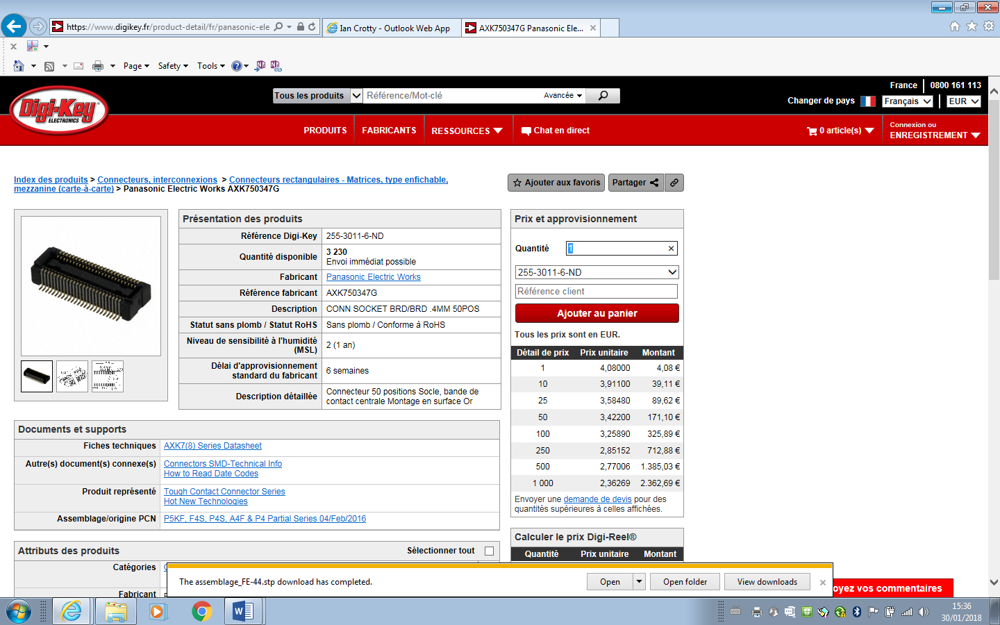 https://www.digikey.fr/product-detail/fr/panasonic-ele
Ian Crotty - Outlook Web App
AXK750347G Panasonic Ele...
Page
Safety
Tools
Digi-Key
ELECTRONICS
Tous les produits
Référence/Mot-clé
Avancée
France
0800 161 113
Changer de pays
Français
EUR
PRODUITS
FABRICANTS
RESSOURCES
Chat en direct
0 article(s)
Connexion ou
ENREGISTREMENT
Index des produits > Connecteurs, interconnexions > Connecteurs rectangulaires - Matrices, type enfichable,
mezzanine (carte-à-carte) > Panasonic Electric Works AXK750347G
Ajouter aux favoris
Partager
Présentation des produits
Référence Digi-Key 255-3011-6-ND
Quantité disponible 3 230
Envoi immédiat possible
Fabricant Panasonic Electric Works
Référence fabricant AXK750347G
Description CONN SOCKET BRD/BRD .4MM 50POS
Statut sans plomb / Statut RoHS Sans plomb / Conforme à RoHS
Niveau de sensibilité à l'humidité
(MSL) 2 (1 an)
Délai d'approvisionnement
standard du fabricant 6 semaines
Description détaillée Connecteur 50 positions Socle, bande de
contact centrale Montage en surface Or
Prix et approvisionnement
Quantité 1
255-3011-6-ND
Référence client
Ajouter au panier
Tous les prix sont en EUR.
Détail de prix Prix unitaire Montant
1 4,08000 4,08 €
10 3,91100 39,11 €
25 3,58480 89,62 €
50 3,42200 171,10 €
100 3,25890 325,89 €
250 2,85152 712,88 €
500 2,77006 1.385,03 €
1 000 2,36269 2.362,69 €
Envoyer une demande de devis pour des
quantités supérieures à celles affichées.
Calculer le prix Digi-Reel®
Quantité Prix unitaire Montant
Documents et supports
Fiches techniques AXK7(8) Series Datasheet
Autre(s) document(s) connexe(s) Connectors SMD-Technical Info
How to Read Date Codes
Produit représenté Tough Contact Connector Series
Hot New Technologies
Assemblage/origine PCN P5KF, F4S, P4S, A4F & P4 Partial Series 04/Feb/2016
Attributs des produits
Sélectionner tout
Catégories
Fabricant
The assemblage_FE-44.stp download has completed.
Open
Open folder
View downloads
oyez vos commentaires
15:36
30/01/2018